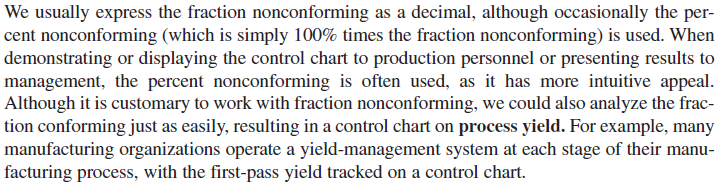 We usually express the fraction nonconforming as a decimal, although occasionally the per-
cent nonconforming (which is simply 100% times the fraction nonconforming) is used. When
demonstrating or displaying the control chart to production personnel or presenting results to
management, the percent nonconforming is often used, as it has more intuitive appeal.
Although it is customary to work with fraction nonconforming, we could also analyze the frac-
tion conforming just as easily, resulting in a control chart on process yield. For example, many
manufacturing organizations operate a yield-management system at each stage of their manu-
facturing process, with the first-pass yield tracked on a control chart.